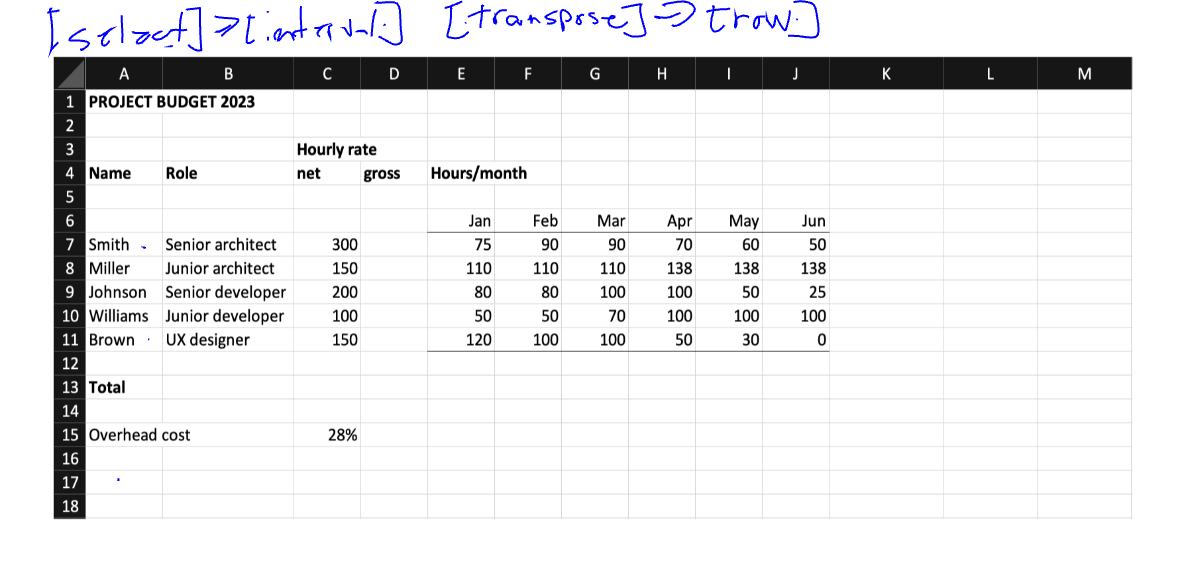 [select] => [interval] [transpose] => trow]
A B C D E F G H I J K L M
1 PROJECT BUDGET 2023
2
3 Hourly rate
4 Name Role net gross Hours/month
5
6 Jan Feb Mar Apr May Jun
7 Smith Senior architect 300 75 90 90 70 60 50
8 Miller Junior architect 150 110 110 110 138 138 138
9 Johnson Senior developer 200 80 80 100 100 50 25
10 Williams Junior developer 100 50 50 70 100 100 100
11 Brown UX designer 150 120 100 100 50 30 0
12
13 Total
14
15 Overhead cost 28%
16
17
18